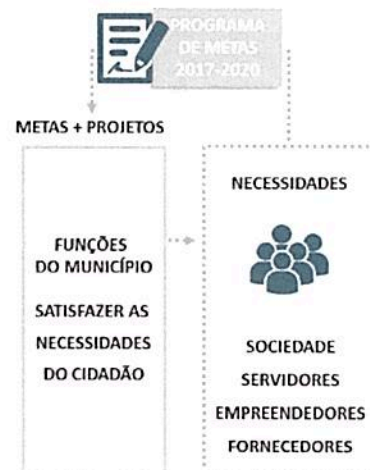 PROGRAMA
DE METAS
2017-2020
METAS + PROJETOS
FUNÇÕES
DO MUNICÍPIO
SATISFAZER AS
NECESSIDADES
DO CIDADÃO
NECESSIDADES
SOCIEDADE
SERVIDORES
EMPREENDEDORES
FORNECEDORES